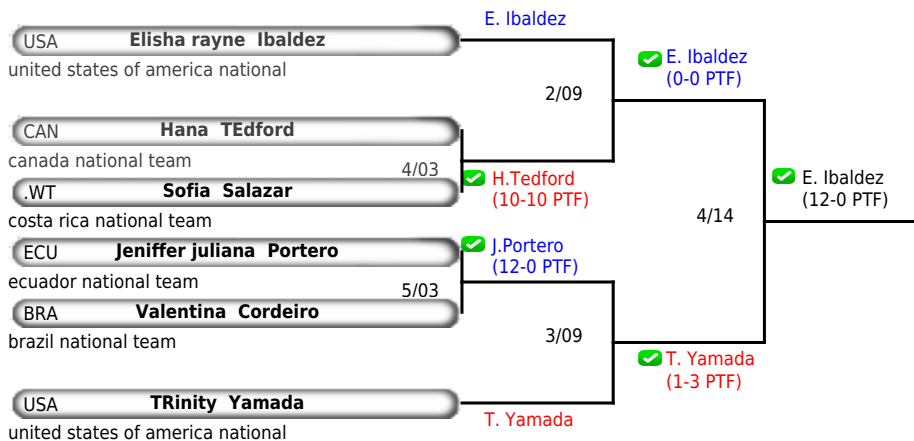 E. Ibaldez
USA Elisha rayne Ibaldez
united states of america national
E. Ibaldez
(0-0 PTF)
2/09
CAN Hana TEdford
canada national team
4/03
H.Tedford
(10-10 PTF)
.WT Sofia Salazar
costa rica national team
E. Ibaldez
(12-0 PTF)
4/14
ECU Jeniffer juliana Portero
ecuador national team
J.Portero
(12-0 PTF)
5/03
BRA Valentina Cordeiro
brazil national team
3/09
T. Yamada
(1-3 PTF)
USA TRinity Yamada
united states of america national
T. Yamada